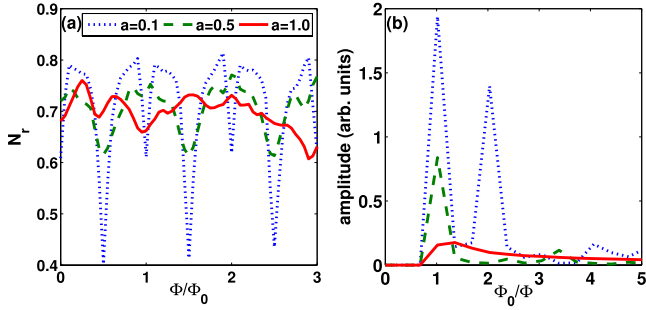 (a) a=0.1 a=0.5 a=1.0
0.9
0.8
0.7
0.6
0.5
0.4
N_r
0 1 2 3
Φ/Φ_0
(b)
2
1.5
1
0.5
0
amplitude (arb. units)
0 1 2 3 4 5
Φ_0/Φ